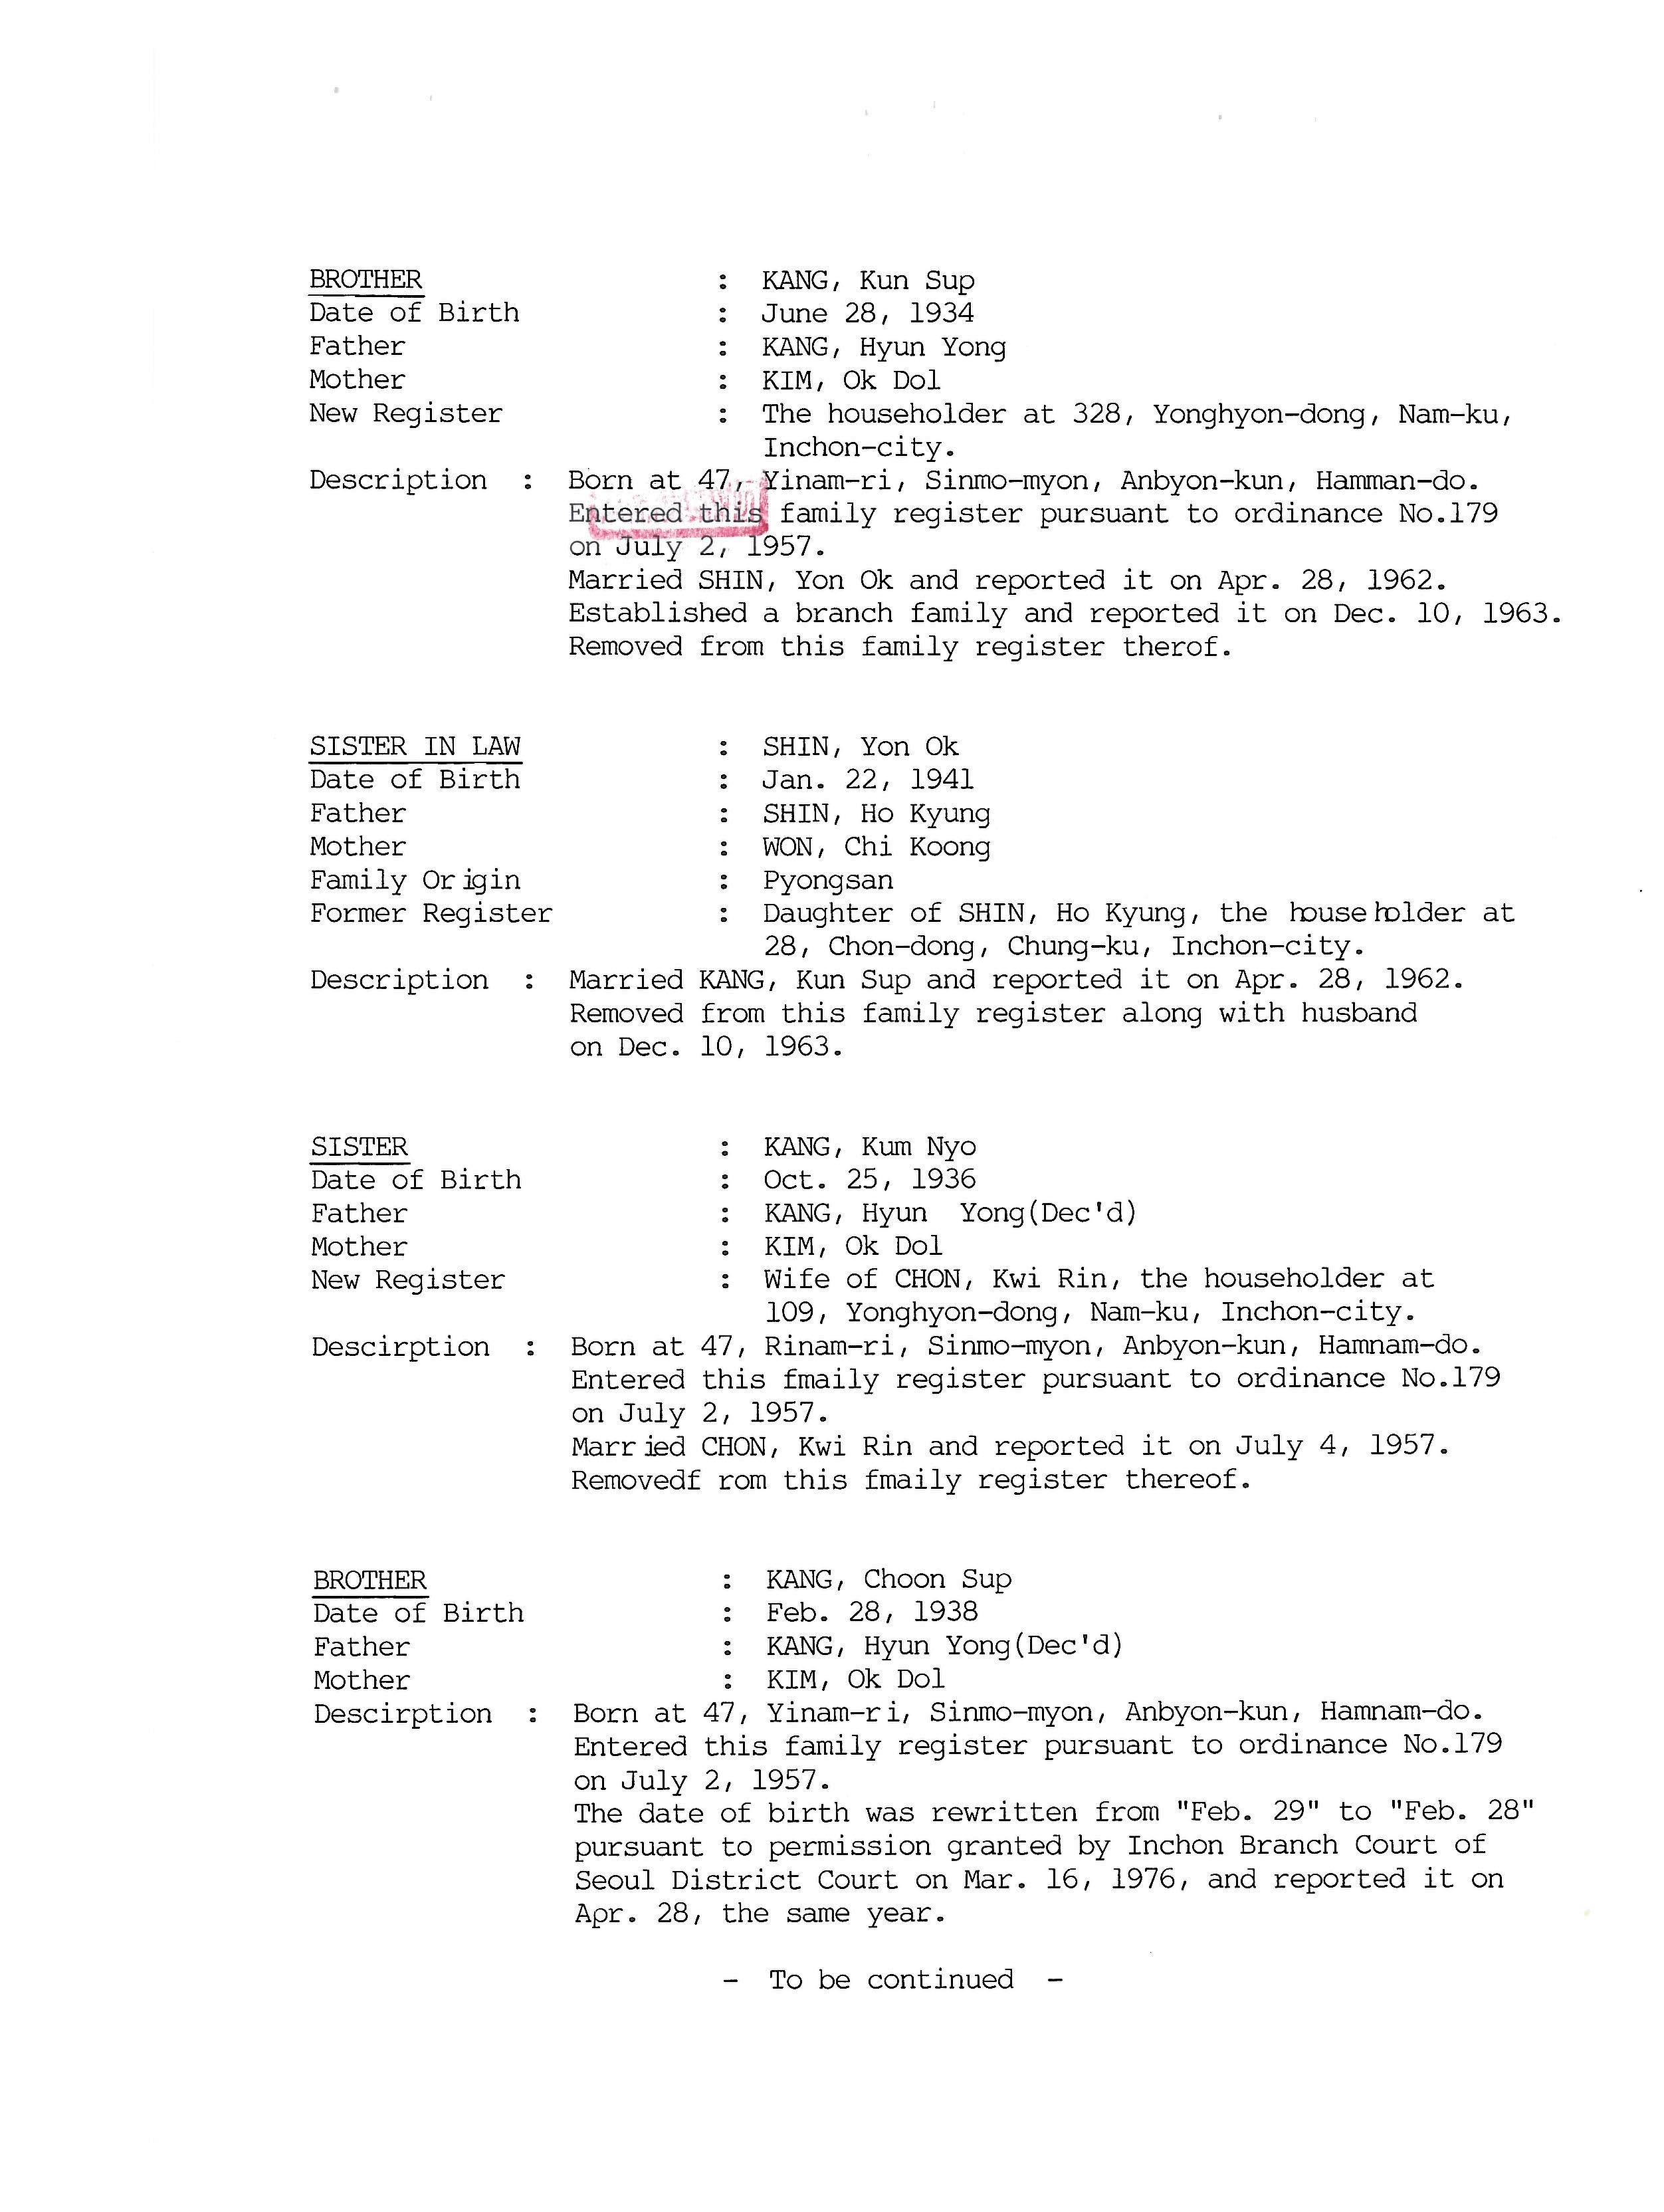 BROTHER : KANG, Kun Sup
Date of Birth : June 28, 1934
Father : KANG, Hyun Yong
Mother : KIM, Ok Dol
New Register : The householder at 328, Yonghyon-dong, Nam-ku,
Inchon-city.
Description : Born at 47, Yinam-ri, Sinmo-myon, Anbyon-kun, Hamman-do.
Entered this family register pursuant to ordinance No.179
on July 2, 1957.
Married SHIN, Yon Ok and reported it on Apr. 28, 1962.
Established a branch family and reported it on Dec. 10, 1963.
Removed from this family register therof.
SISTER IN LAW : SHIN, Yon Ok
Date of Birth : Jan. 22, 1941
Father : SHIN, Ho Kyung
Mother : WON, Chi Koong
Family Origin : Pyongsan
Former Register : Daughter of SHIN, Ho Kyung, the householder at
28, Chon-dong, Chung-ku, Inchon-city.
Description : Married KANG, Kun Sup and reported it on Apr. 28, 1962.
Removed from this family register along with husband
on Dec. 10, 1963.
SISTER : KANG, Kum Nyo
Date of Birth : Oct. 25, 1936
Father : KANG, Hyun Yong(Dec'd)
Mother : KIM, Ok Dol
New Register : Wife of CHON, Kwi Rin, the householder at
109, Yonghyon-dong, Nam-ku, Inchon-city.
Descirption : Born at 47, Rinam-ri, Sinmo-myon, Anbyon-kun, Hamnam-do.
Entered this fmaily register pursuant to ordinance No.179
on July 2, 1957.
Married CHON, Kwi Rin and reported it on July 4, 1957.
Removedf rom this fmaily register thereof.
BROTHER : KANG, Choon Sup
Date of Birth : Feb. 28, 1938
Father : KANG, Hyun Yong(Dec'd)
Mother : KIM, Ok Dol
Descirption : Born at 47, Yinam-ri, Sinmo-myon, Anbyon-kun, Hamnam-do.
Entered this family register pursuant to ordinance No.179
on July 2, 1957.
The date of birth was rewritten from "Feb. 29" to "Feb. 28"
pursuant to permission granted by Inchon Branch Court of
Seoul District Court on Mar. 16, 1976, and reported it on
Apr. 28, the same year.
- To be continued -